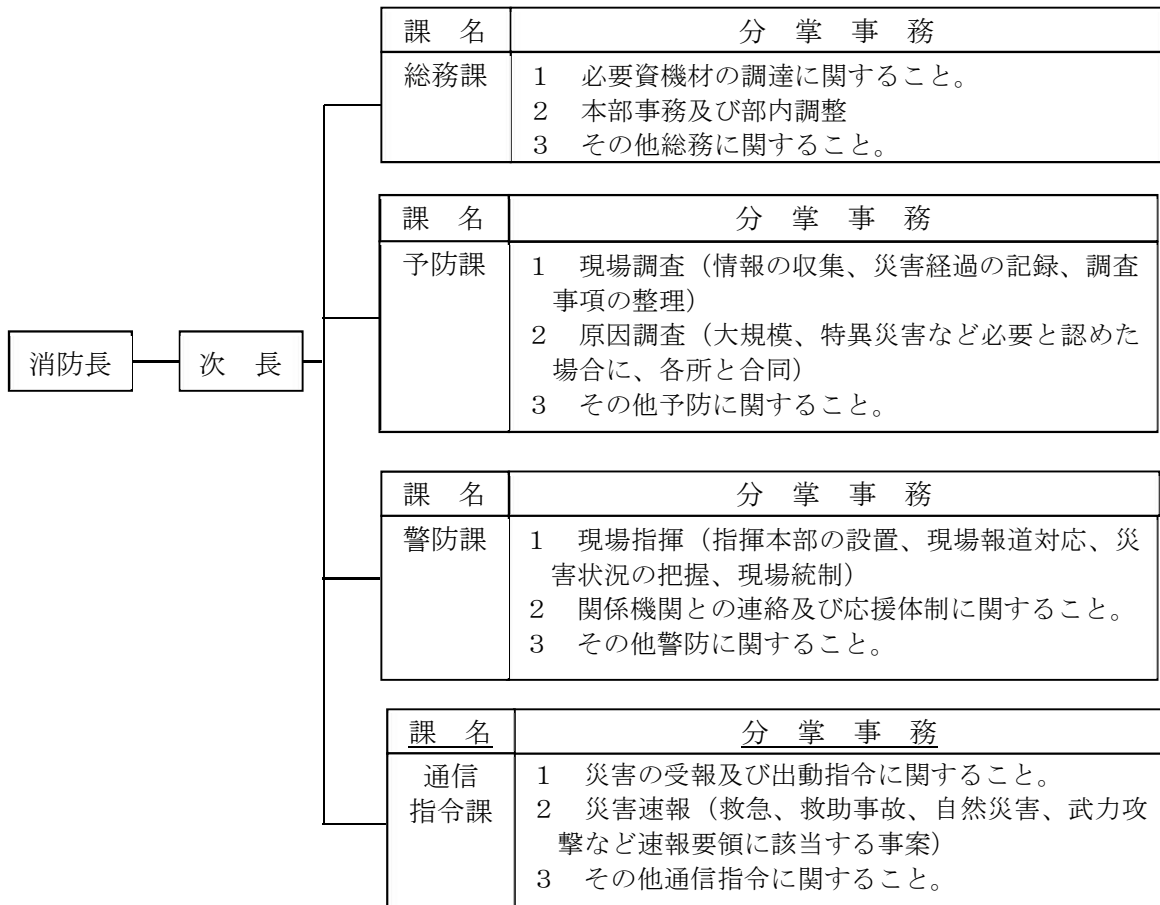 消防長
次　長
課　名　分　掌　事　務
総務課　１　必要資機材の調達に関すること。
２　本部事務及び部内調整
３　その他総務に関すること。
課　名　分　掌　事　務
予防課　１　現場調査（情報の収集、災害経過の記録、調査
事項の整理）
２　原因調査（大規模、特異災害など必要と認めた
場合に、各所と合同）
３　その他予防に関すること。
課　名　分　掌　事　務
警防課　１　現場指揮（指揮本部の設置、現場報道対応、災
害状況の把握、現場統制）
２　関係機関との連絡及び応援体制に関すること。
３　その他警防に関すること。
課　名　分　掌　事　務
通信　１　災害の受報及び出動指令に関すること。
指令課　２　災害速報（救急、救助事故、自然災害、武力攻
撃など速報要領に該当する事案）
３　その他通信指令に関すること。